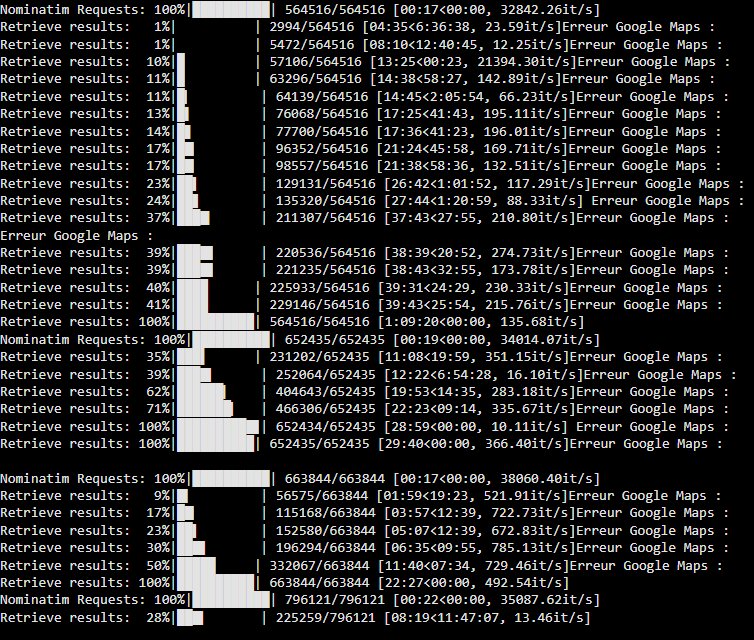 Nominatim Requests: 100%|██████████| 564516/564516 [00:17<00:00, 32842.26it/s]
Retrieve results:   1%|          | 2994/564516 [04:35<6:36:38, 23.59it/s]Erreur Google Maps :
Retrieve results:   1%|          | 5472/564516 [08:10<12:40:45, 12.25it/s]Erreur Google Maps :
Retrieve results:  10%|█         | 57106/564516 [13:25<00:23, 21394.30it/s]Erreur Google Maps :
Retrieve results:  11%|█         | 63296/564516 [14:38<58:27, 142.89it/s]Erreur Google Maps :
Retrieve results:  11%|█▏        | 64139/564516 [14:45<2:05:54, 66.23it/s]Erreur Google Maps :
Retrieve results:  13%|█▎        | 76068/564516 [17:25<41:43, 195.11it/s]Erreur Google Maps :
Retrieve results:  14%|█▍        | 77700/564516 [17:36<41:23, 196.01it/s]Erreur Google Maps :
Retrieve results:  17%|█▋        | 96352/564516 [21:24<45:58, 169.71it/s]Erreur Google Maps :
Retrieve results:  17%|█▋        | 98557/564516 [21:38<58:36, 132.51it/s]Erreur Google Maps :
Retrieve results:  23%|██▎       | 129131/564516 [26:42<1:01:52, 117.29it/s]Erreur Google Maps :
Retrieve results:  24%|██▍       | 135320/564516 [27:44<1:20:59, 88.33it/s] Erreur Google Maps :
Retrieve results:  37%|███▋      | 211307/564516 [37:43<27:55, 210.80it/s]Erreur Google Maps :
Erreur Google Maps :
Retrieve results:  39%|███▉      | 220536/564516 [38:39<20:52, 274.73it/s]Erreur Google Maps :
Retrieve results:  39%|███▉      | 221235/564516 [38:43<32:55, 173.78it/s]Erreur Google Maps :
Retrieve results:  40%|████      | 225933/564516 [39:31<24:29, 230.33it/s]Erreur Google Maps :
Retrieve results:  41%|████      | 229146/564516 [39:43<25:54, 215.76it/s]Erreur Google Maps :
Retrieve results: 100%|██████████| 564516/564516 [1:09:20<00:00, 135.68it/s]
Nominatim Requests: 100%|██████████| 652435/652435 [00:19<00:00, 34014.07it/s]
Retrieve results:  35%|███▌      | 231202/652435 [11:08<19:59, 351.15it/s]Erreur Google Maps :
Retrieve results:  39%|███▊      | 252064/652435 [12:22<6:54:28, 16.10it/s]Erreur Google Maps :
Retrieve results:  62%|██████▏   | 404643/652435 [19:53<14:35, 283.18it/s]Erreur Google Maps :
Retrieve results:  71%|███████▏  | 466306/652435 [22:23<09:14, 335.67it/s]Erreur Google Maps :
Retrieve results: 100%|█████████▉| 652434/652435 [28:59<00:00, 10.11it/s] Erreur Google Maps :
Retrieve results: 100%|██████████| 652435/652435 [29:40<00:00, 366.40it/s]Erreur Google Maps :
Nominatim Requests: 100%|██████████| 663844/663844 [00:17<00:00, 38060.40it/s]
Retrieve results:   9%|▊         | 56575/663844 [01:59<19:23, 521.91it/s]Erreur Google Maps :
Retrieve results:  17%|█▋        | 115168/663844 [03:57<12:39, 722.73it/s]Erreur Google Maps :
Retrieve results:  23%|██▎       | 152580/663844 [05:07<12:39, 672.83it/s]Erreur Google Maps :
Retrieve results:  30%|██▉       | 196294/663844 [06:35<09:55, 785.13it/s]Erreur Google Maps :
Retrieve results:  50%|█████     | 332067/663844 [11:40<07:34, 729.46it/s]Erreur Google Maps :
Retrieve results: 100%|██████████| 663844/663844 [22:27<00:00, 492.54it/s]
Nominatim Requests: 100%|██████████| 796121/796121 [00:22<00:00, 35087.62it/s]
Retrieve results:  28%|██▊       | 225259/796121 [08:19<11:47:07, 13.46it/s]